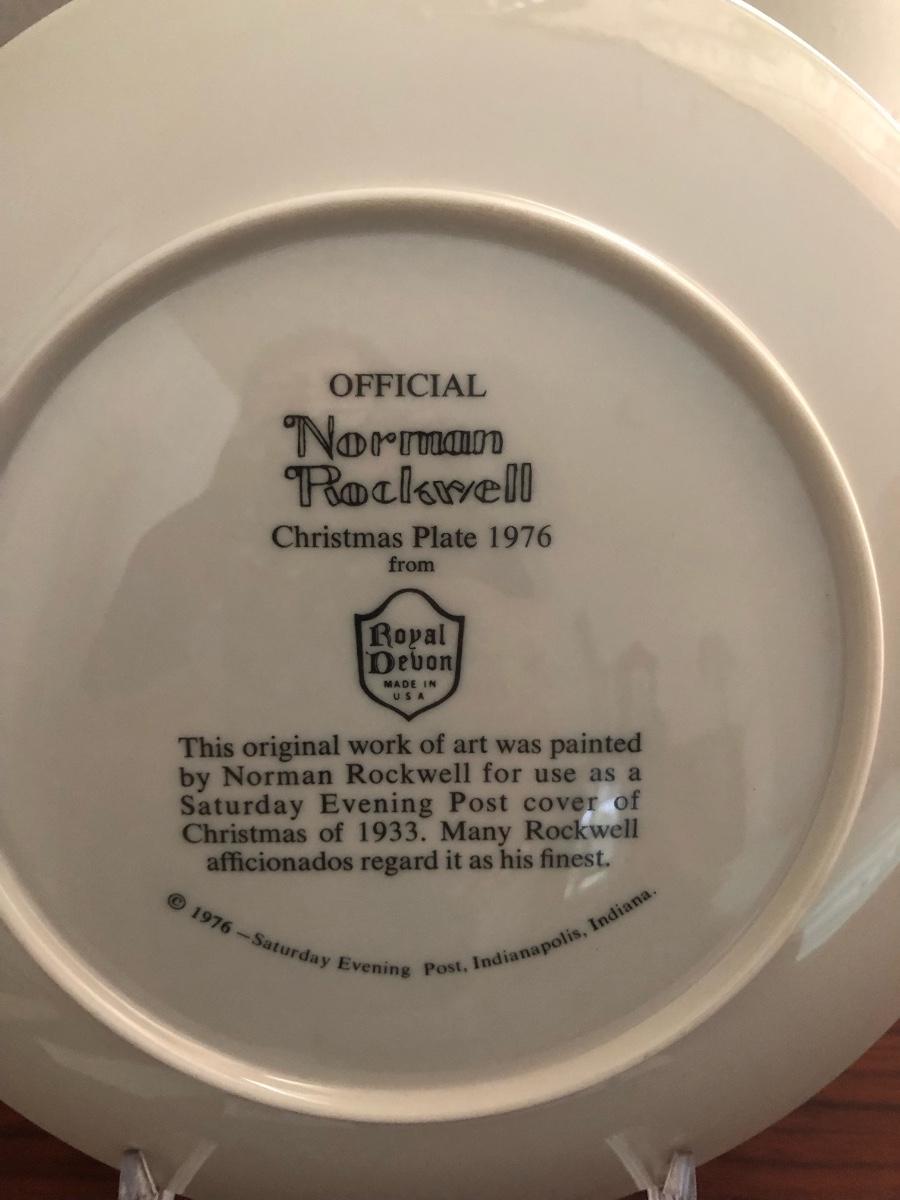 OFFICIAL
Norman
Rockwell
Christmas Plate 1976
from
Royal
Devon
MADE IN
USA
This original work of art was painted
by Norman Rockwell for use as a
Saturday Evening Post cover of
Christmas of 1933. Many Rockwell
afficionados regard it as his finest.
© 1976 — Saturday Evening Post, Indianapolis, Indiana.